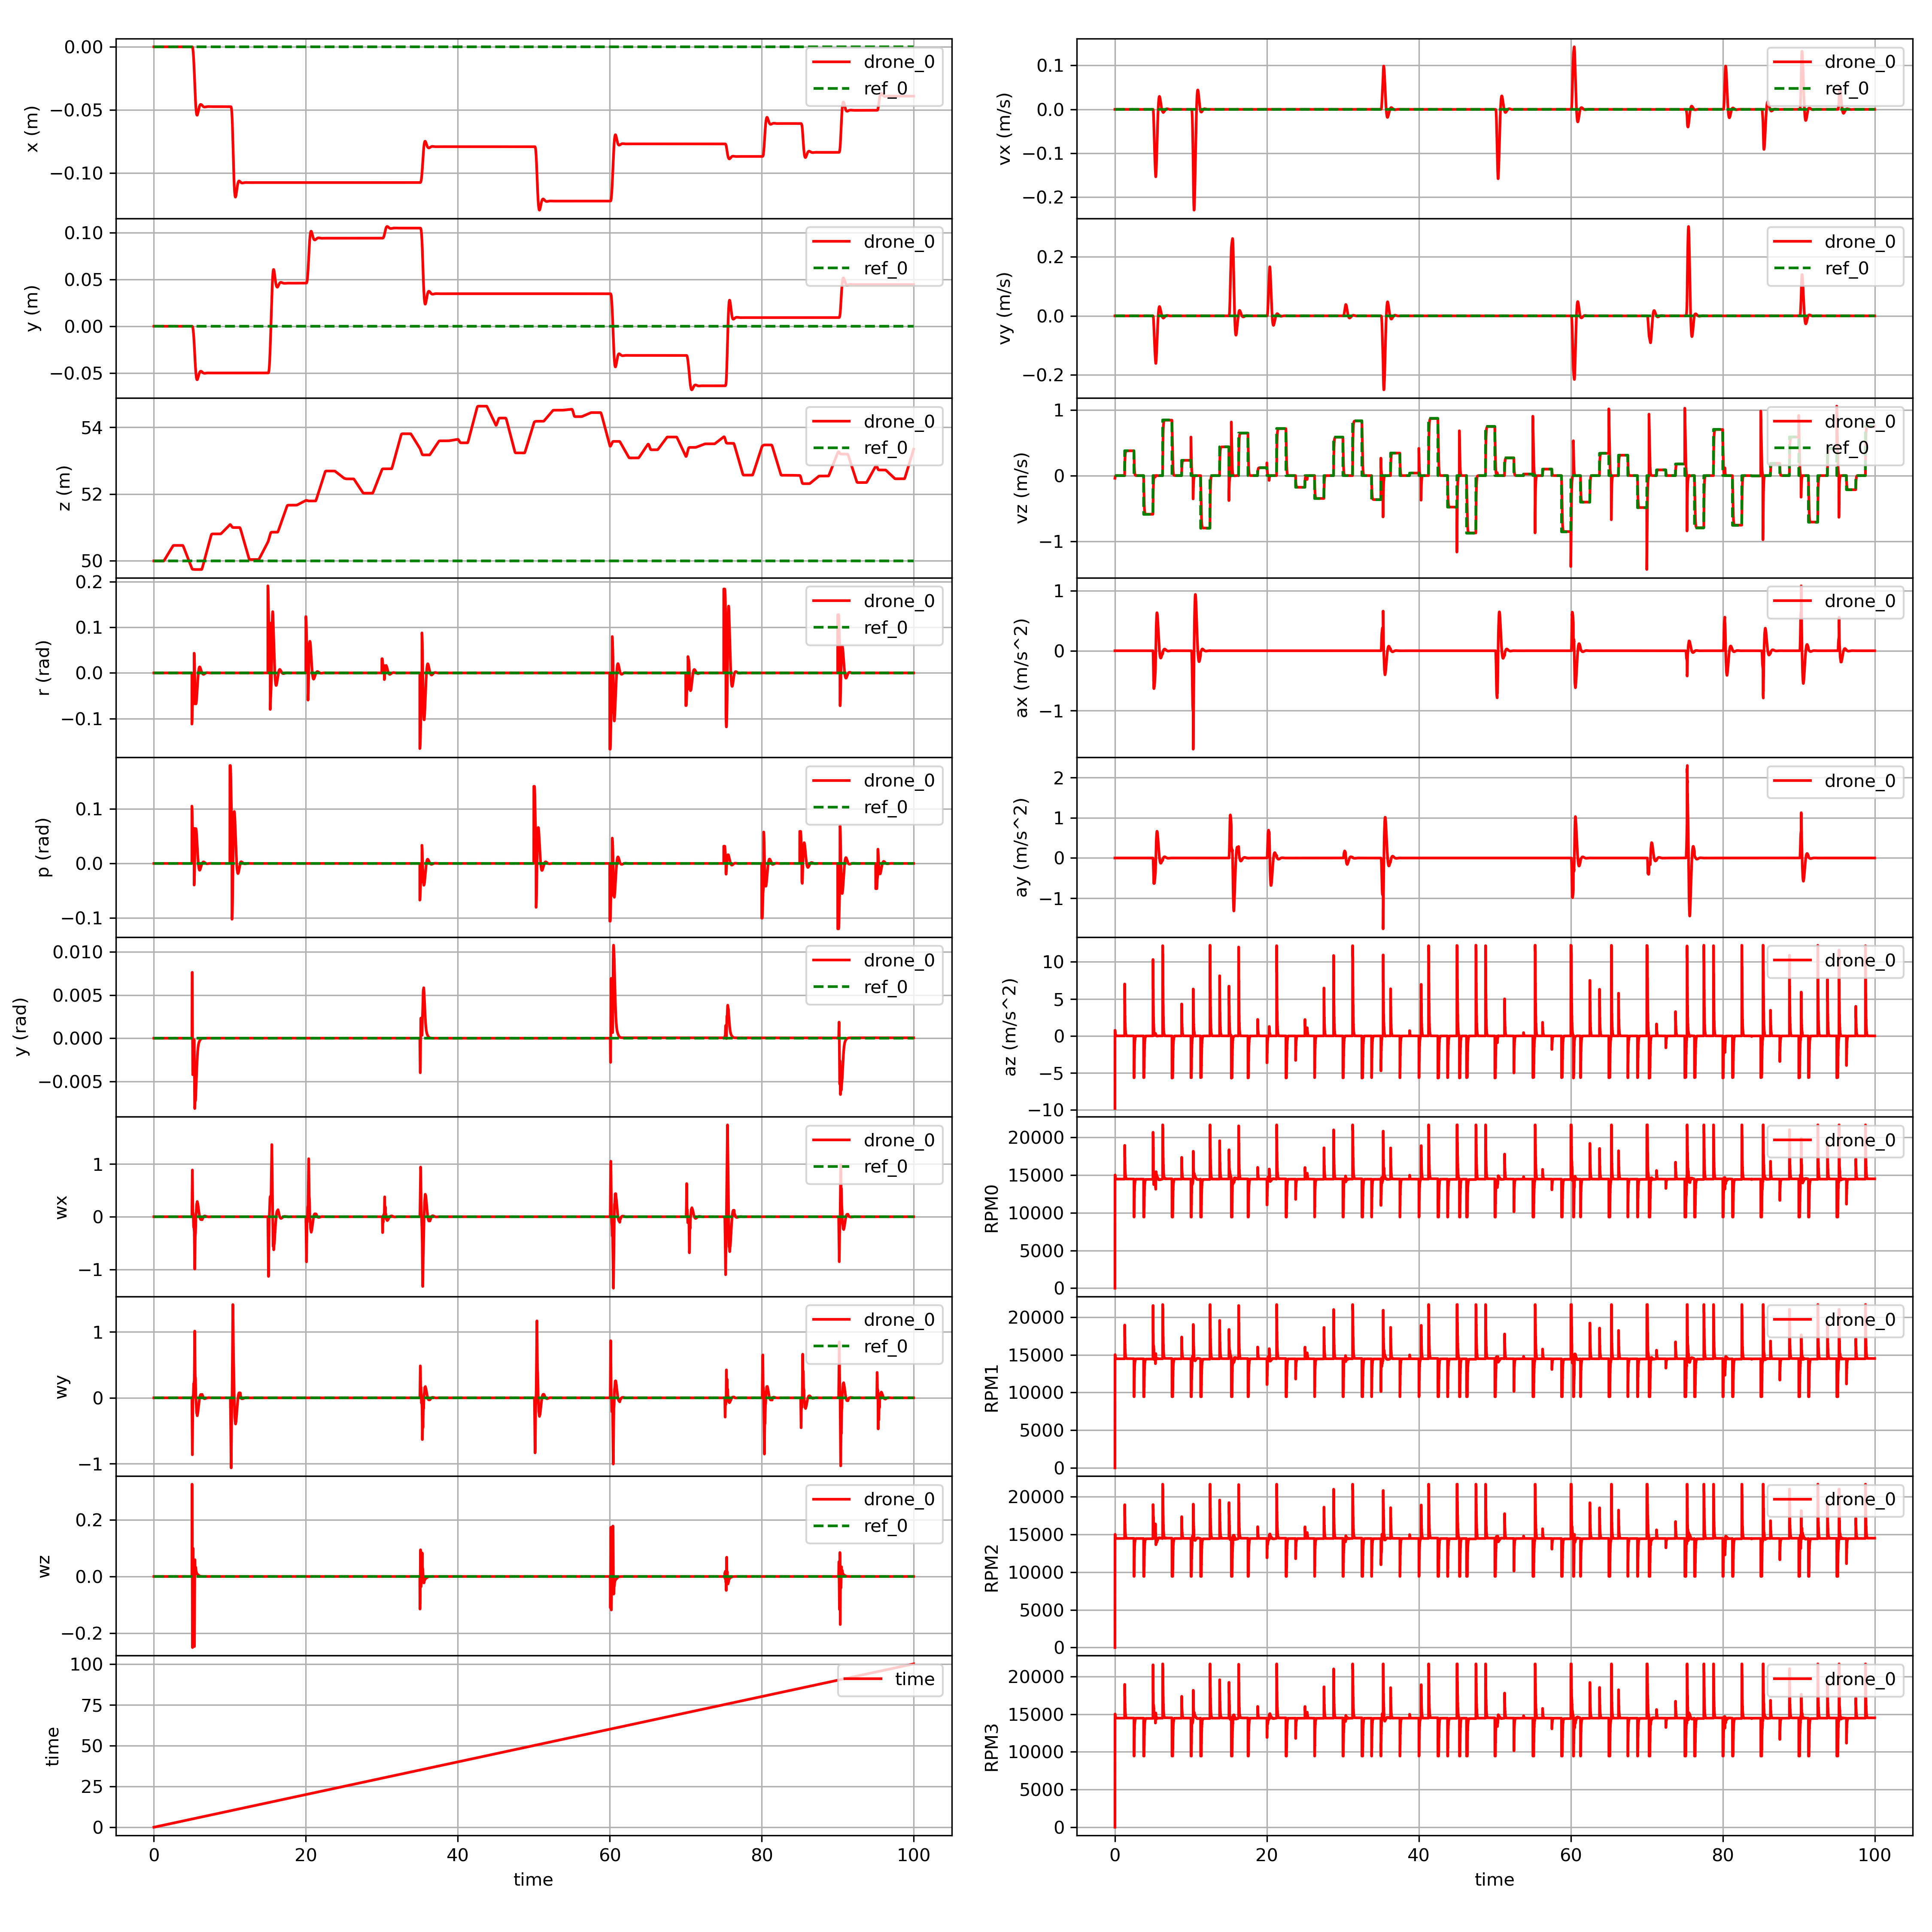 x (m)
0.00
−0.05
−0.10
drone_0
ref_0
y (m)
0.10
0.05
0.00
−0.05
drone_0
ref_0
z (m)
54
52
50
drone_0
ref_0
r (rad)
0.2
0.1
0.0
−0.1
drone_0
ref_0
p (rad)
0.1
0.0
−0.1
drone_0
ref_0
y (rad)
0.010
0.005
0.000
−0.005
drone_0
ref_0
wx
1
0
−1
drone_0
ref_0
wy
1
0
−1
drone_0
ref_0
wz
0.2
0.0
−0.2
drone_0
ref_0
time
100
75
50
25
0
time
0 20 40 60 80 100
time
vx (m/s)
0.1
0.0
−0.1
−0.2
drone_0
ref_0
vy (m/s)
0.2
0.0
−0.2
drone_0
ref_0
vz (m/s)
1
0
−1
drone_0
ref_0
ax (m/s^2)
1
0
−1
drone_0
ay (m/s^2)
2
1
0
−1
drone_0
az (m/s^2)
10
5
0
−5
−10
drone_0
RPM0
20000
15000
10000
5000
0
drone_0
RPM1
20000
15000
10000
5000
0
drone_0
RPM2
20000
15000
10000
5000
0
drone_0
RPM3
20000
15000
10000
5000
0
drone_0
0 20 40 60 80 100
time